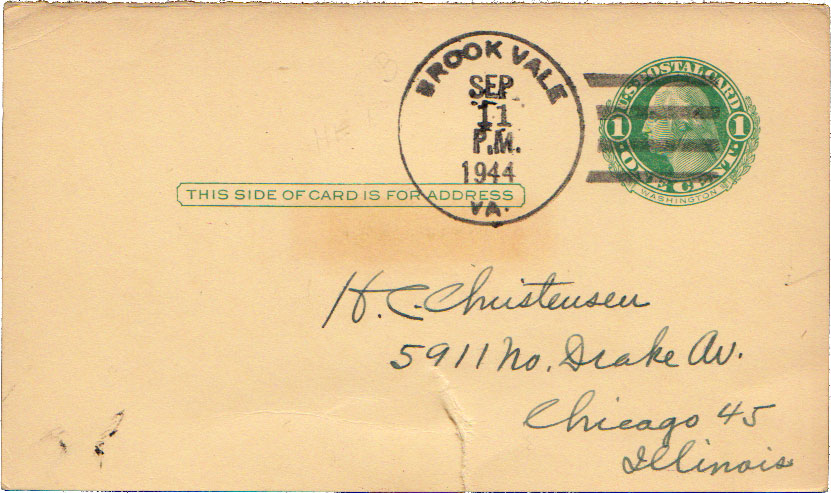 BROOK VALE
SEP
11
P.M.
1944
VA.
U.S. POSTAL CARD
1 1
ONE CENT
WASHINGTON
THIS SIDE OF CARD IS FOR ADDRESS
H. C. Christensen
5911 No. Drake Av.
Chicago 45
Illinois